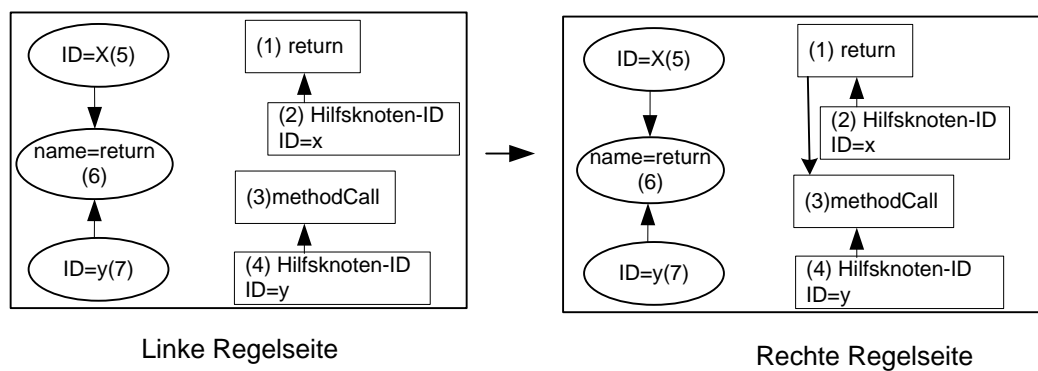 ID=X(5)
name=return
(6)
ID=y(7)
(1) return
(2) Hilfsknoten-ID
ID=x
(3)methodCall
(4) Hilfsknoten-ID
ID=y
Linke Regelseite
ID=X(5)
name=return
(6)
ID=y(7)
(1) return
(2) Hilfsknoten-ID
ID=x
(3)methodCall
(4) Hilfsknoten-ID
ID=y
Rechte Regelseite